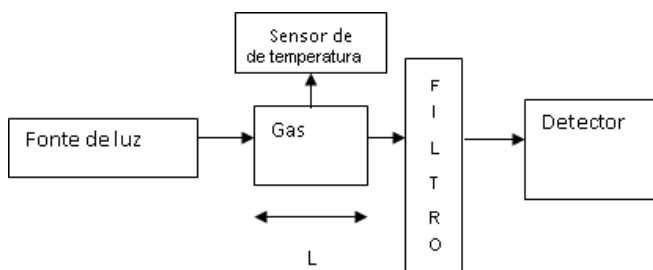 Sensor de
de temperatura
Fonte de luz
Gas
F
I
L
T
R
O
Detector
L